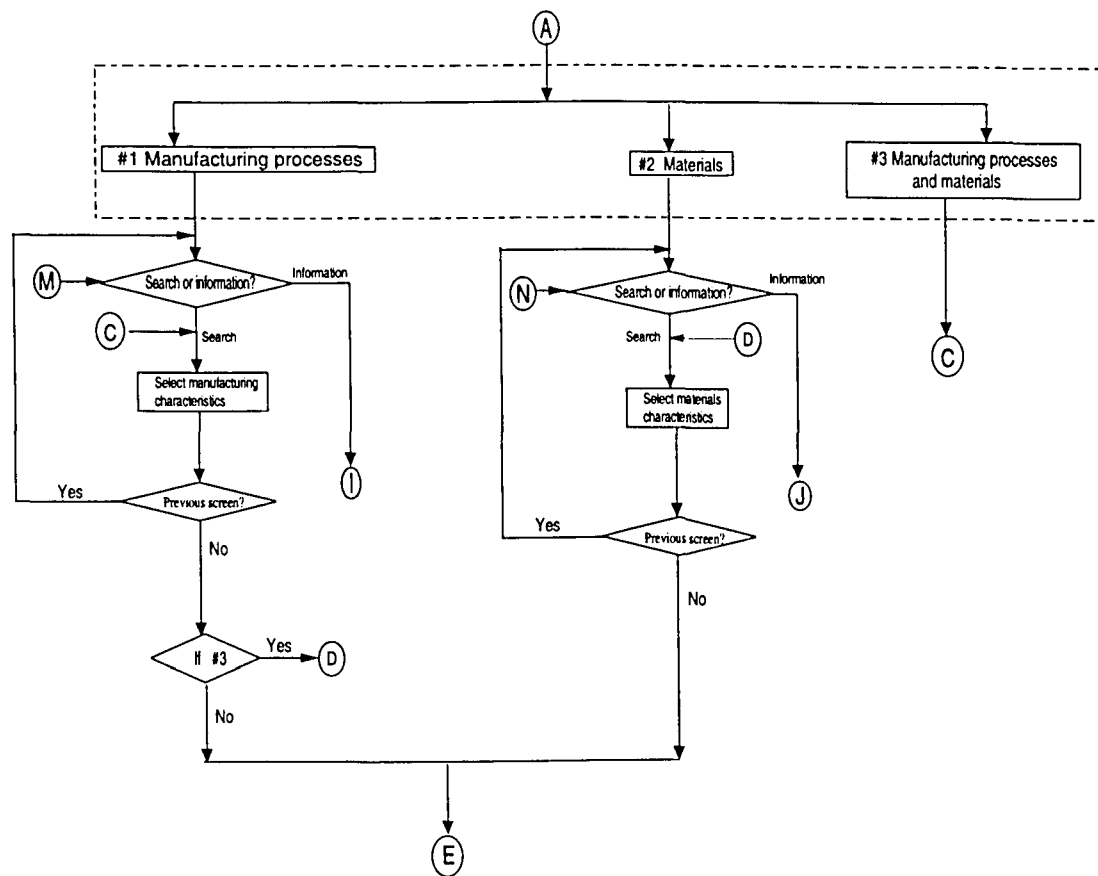 A
#1 Manufacturing processes
#2 Materials
#3 Manufacturing processes
and materials
M
Search or information?
Information
C
Search
Select manufacturing
characteristics
I
Yes
Previous screen?
No
If #3
Yes
D
No
N
Search or information?
Information
Search
D
Select materials
characteristics
J
Yes
Previous screen?
No
C
E